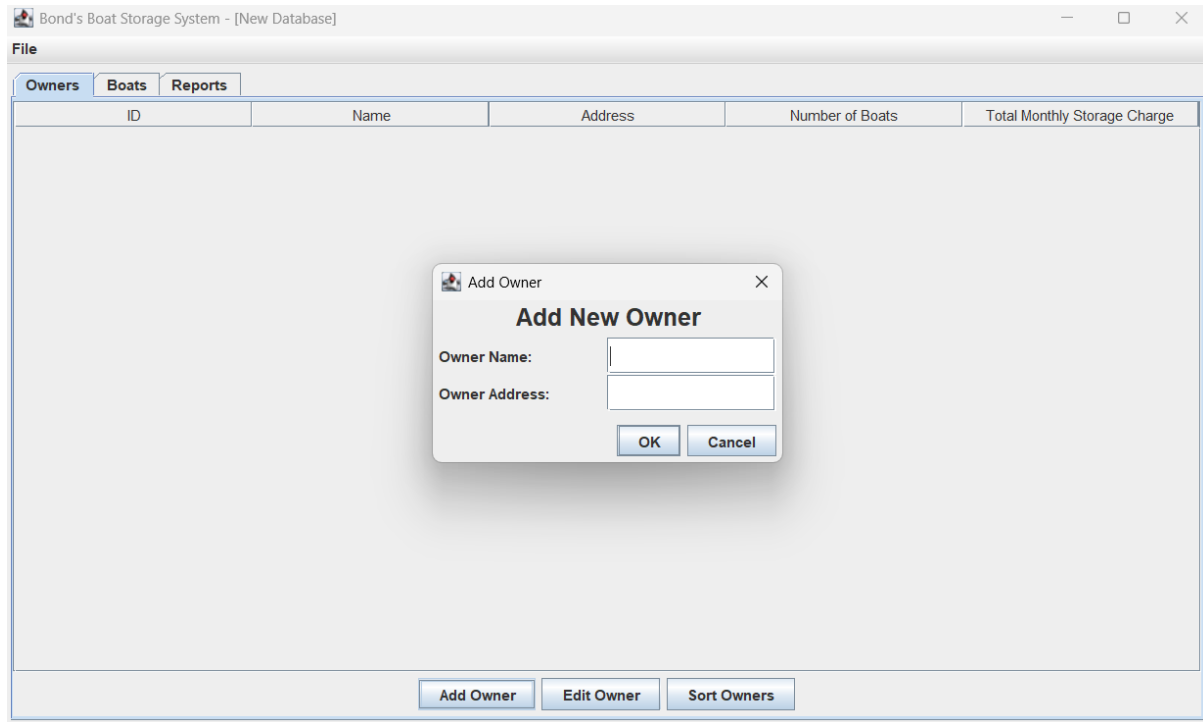 Bond's Boat Storage System - [New Database]
File
Owners Boats Reports
ID Name Address Number of Boats Total Monthly Storage Charge
Add Owner
Add New Owner
Owner Name:
Owner Address:
OK Cancel
Add Owner Edit Owner Sort Owners